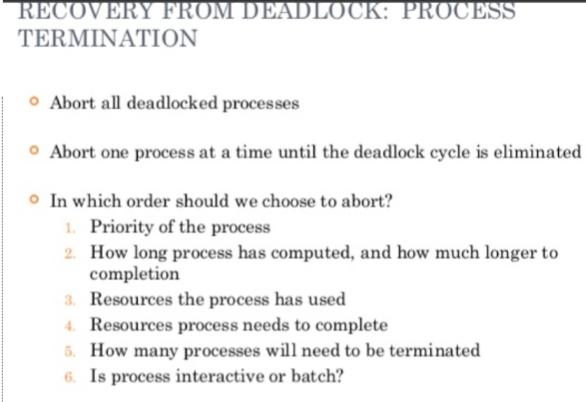 RECOVERY FROM DEADLOCK: PROCESS
TERMINATION
Abort all deadlocked processes
Abort one process at a time until the deadlock cycle is eliminated
In which order should we choose to abort?
1. Priority of the process
2. How long process has computed, and how much longer to
completion
3. Resources the process has used
4. Resources process needs to complete
5. How many processes will need to be terminated
6. Is process interactive or batch?